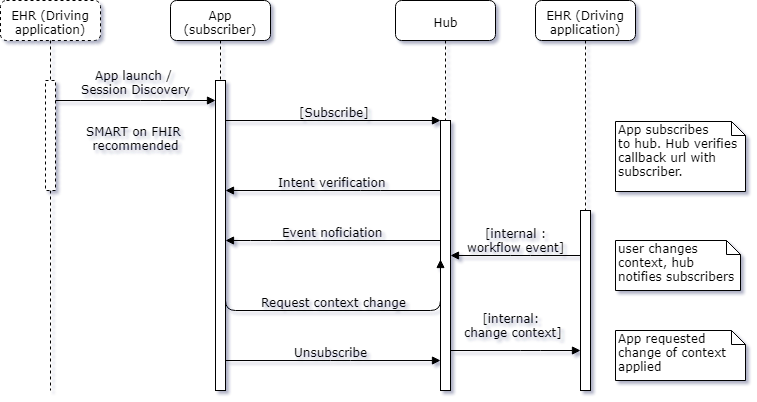 EHR (Driving
application)
App
(subscriber)
Hub
EHR (Driving
application)
App launch /
Session Discovery
SMART on FHIR
recommended
[Subscribe]
App subscribes
to hub. Hub verifies
callback url with
subscriber.
Intent verification
Event noficiation
[internal :
workflow event]
user changes
context, hub
notifies subscribers
Request context change
[internal:
change context]
Unsubscribe
App requested
change of context
applied